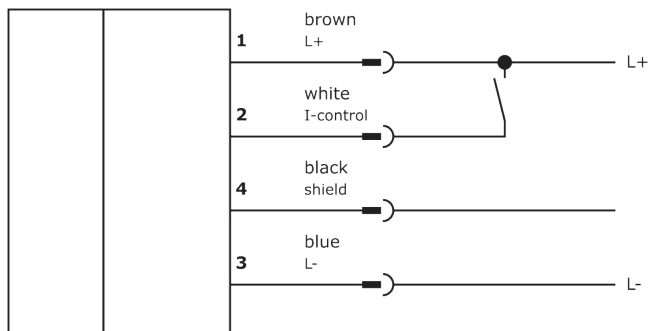 brown
1
L+
L+
white
2
I-control
black
4
shield
blue
3
L-
L-